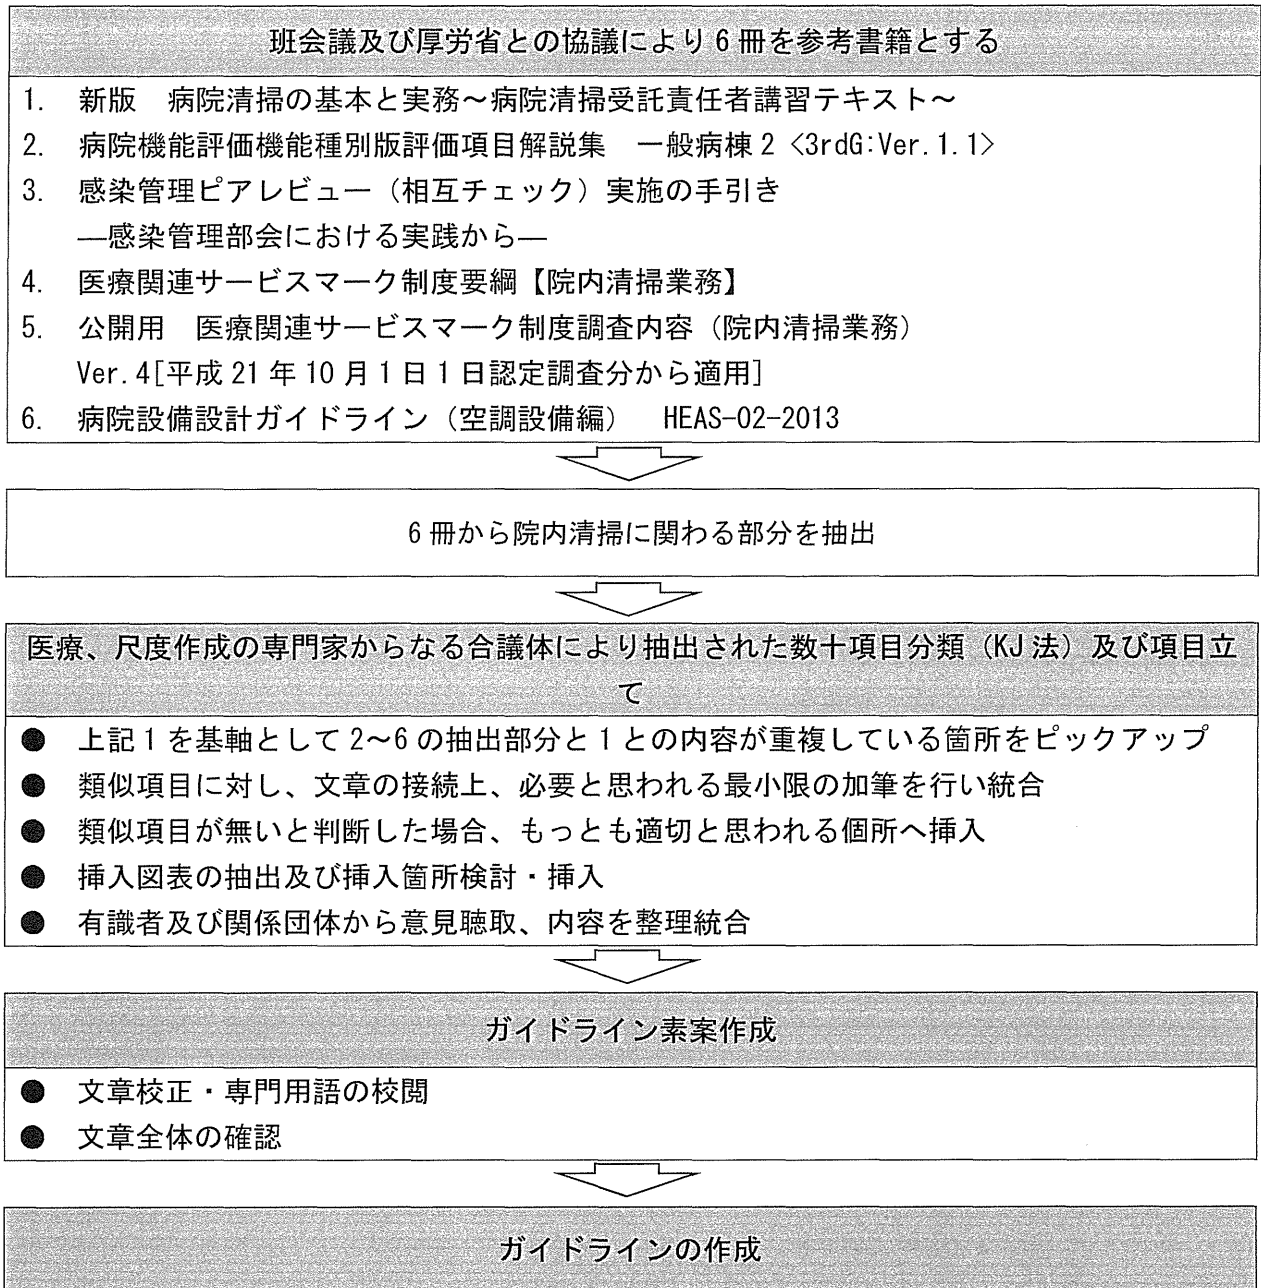 班会議及び厚労省との協議により 6 冊を参考書籍とする
1. 新版 病院清掃の基本と実務～病院清掃受託責任者講習テキスト～
2. 病院機能評価機能種別版評価項目解説集 一般病棟 2 <3rdG:Ver.1.1>
3. 感染管理ピアレビュー（相互チェック）実施の手引き
―感染管理部会における実践から―
4. 医療関連サービスマーク制度要綱【院内清掃業務】
5. 公開用 医療関連サービスマーク制度調査内容（院内清掃業務）
Ver.4[平成 21 年 10 月 1 日 1 日認定調査分から適用]
6. 病院設備設計ガイドライン（空調設備編） HEAS-02-2013
6 冊から院内清掃に関わる部分を抽出
医療、尺度作成の専門家からなる合議体により抽出された数十項目分類（KJ 法）及び項目立
て
● 上記 1 を基軸として 2～6 の抽出部分と 1 との内容が重複している箇所をピックアップ
● 類似項目に対し、文章の接続上、必要と思われる最小限の加筆を行い統合
● 類似項目が無いと判断した場合、もっとも適切と思われる個所へ挿入
● 挿入図表の抽出及び挿入箇所検討・挿入
● 有識者及び関係団体から意見聴取、内容を整理統合
ガイドライン素案作成
● 文章校正・専門用語の校閲
● 文章全体の確認
ガイドラインの作成